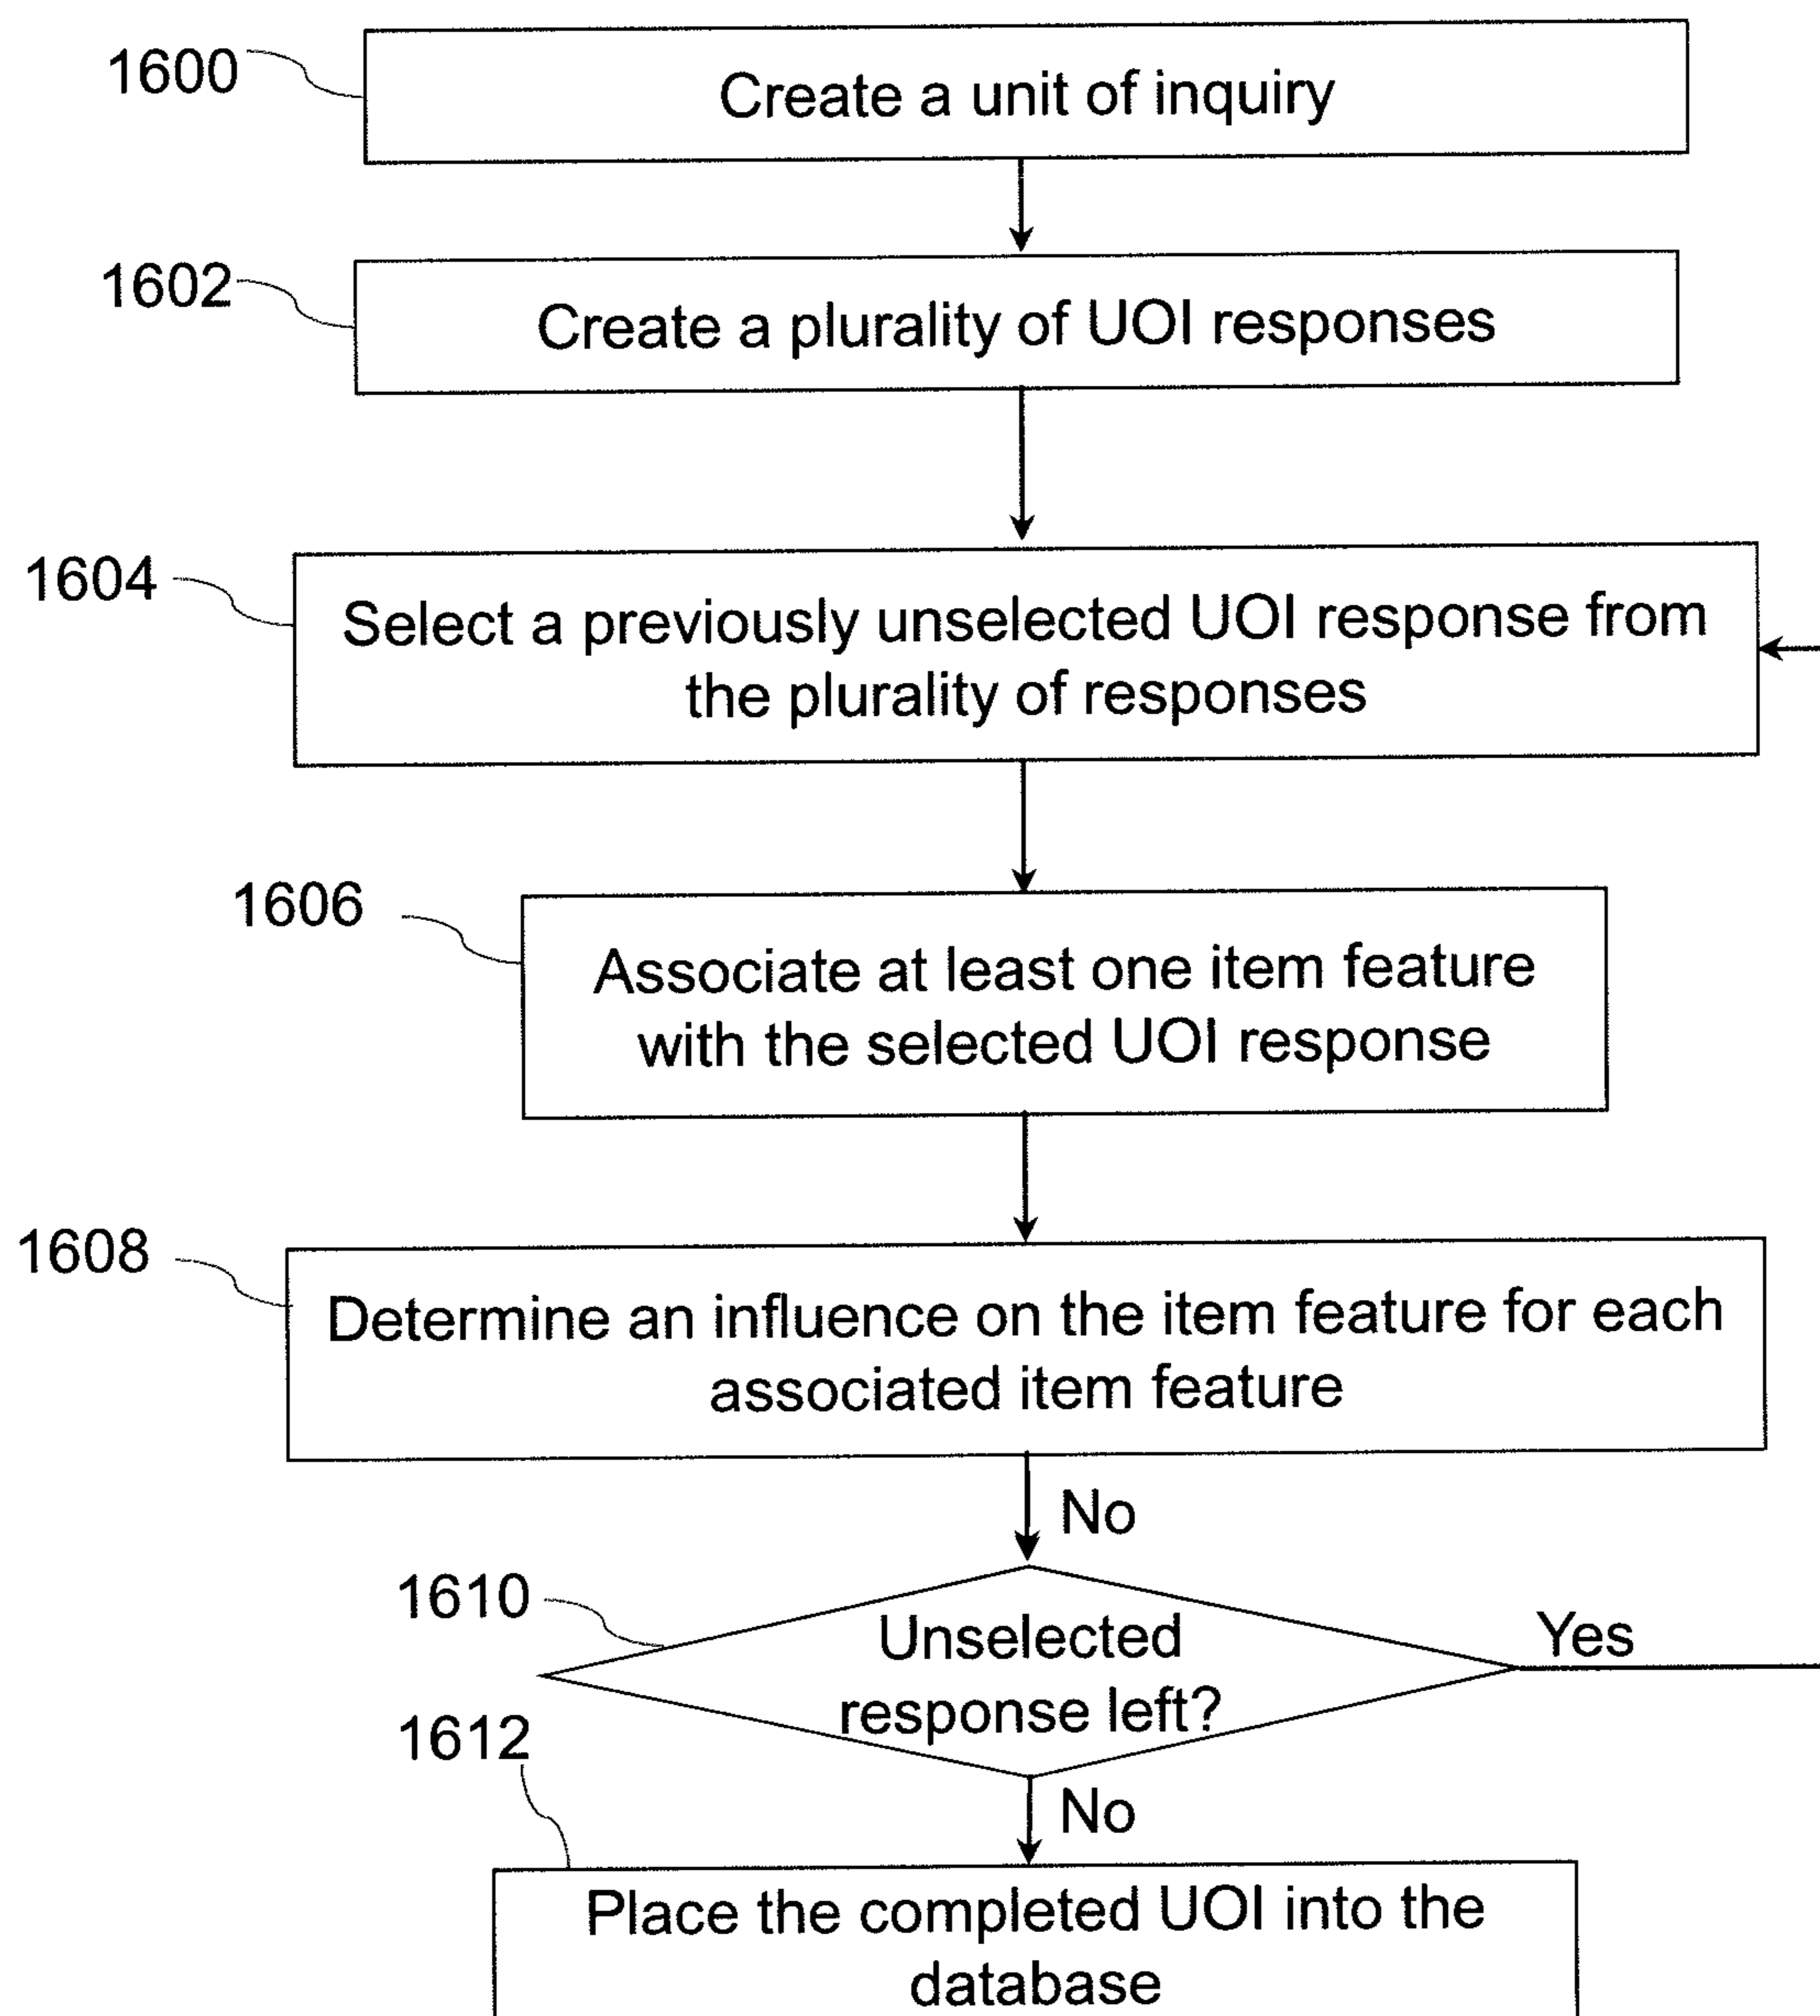 1600
Create a unit of inquiry
1602
Create a plurality of UOI responses
1604
Select a previously unselected UOI response from
the plurality of responses
1606
Associate at least one item feature
with the selected UOI response
1608
Determine an influence on the item feature for each
associated item feature
No
1610
Unselected
response left?
Yes
1612
No
Place the completed UOI into the
database